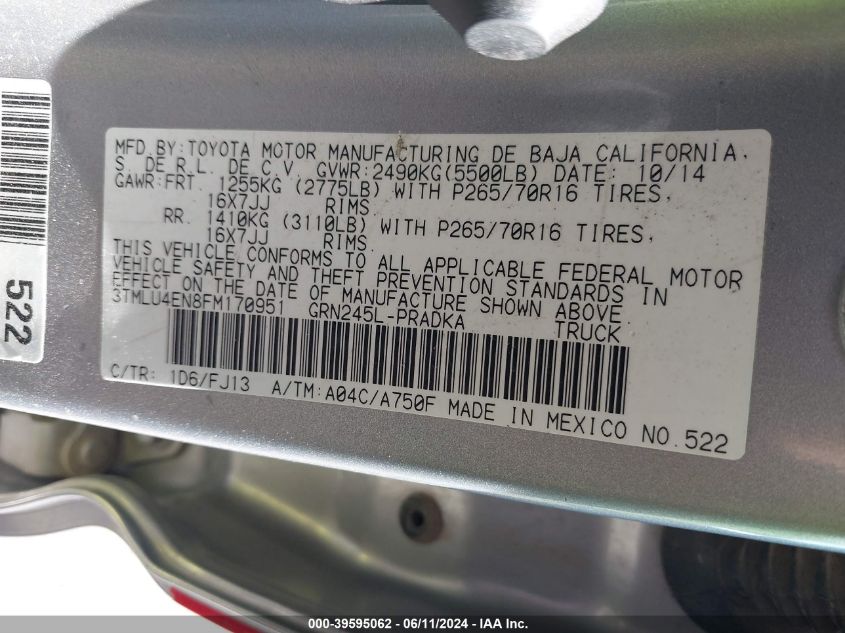 MFD.BY:TOYOTA MOTOR MANUFACTURING DE BAJA CALIFORNIA,
S. DE R.L. DE C.V. GVWR:2490KG(5500LB) DATE: 10/14
GAWR:FRT. 1255KG (2775LB) WITH P265/70R16 TIRES,
16X7JJ RIMS.
RR. 1410KG (3110LB) WITH P265/70R16 TIRES,
16X7JJ RIMS.
THIS VEHICLE CONFORMS TO ALL APPLICABLE FEDERAL MOTOR
VEHICLE SAFETY AND THEFT PREVENTION STANDARDS IN
EFFECT ON THE DATE OF MANUFACTURE SHOWN ABOVE
3TMLU4EN8FM170951 GRN245L-PRADKA TRUCK
C/TR: 1D6/FJ13 A/TM:A04C/A750F MADE IN MEXICO NO.522
522
000-39595062 - 06/11/2024 - IAA Inc.